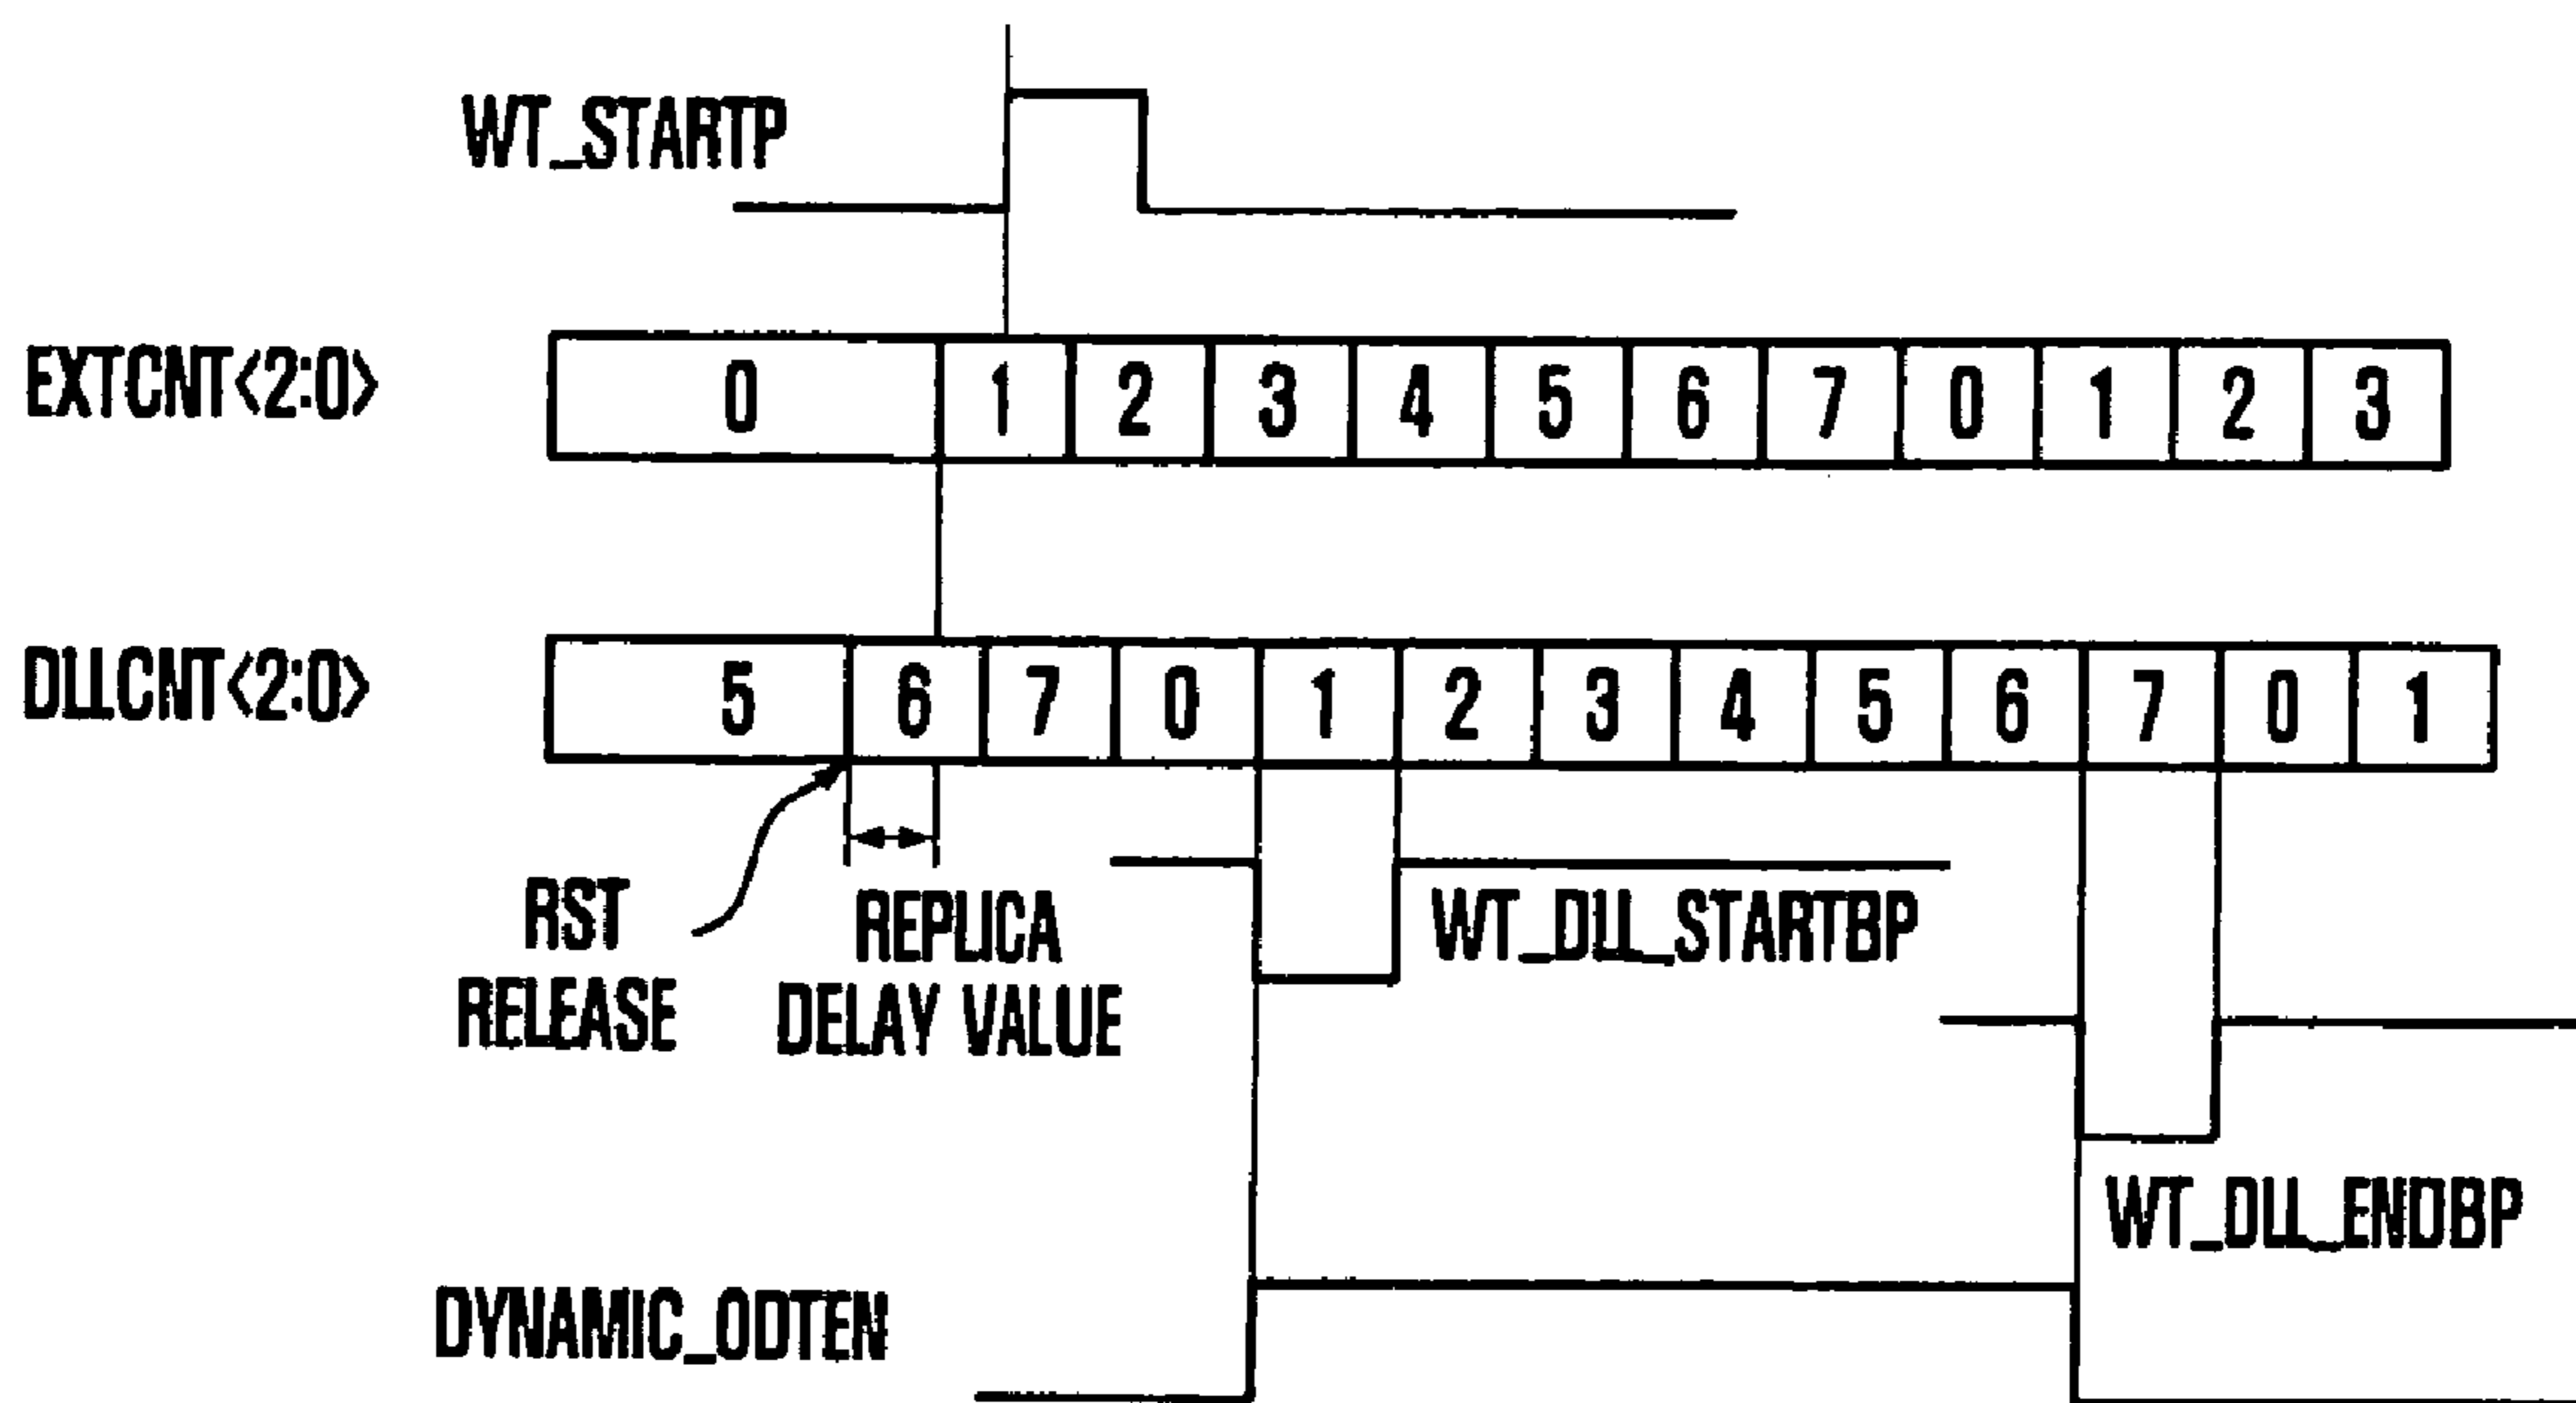 WT_STARTP
EXTCNT<2:0> 0 1 2 3 4 5 6 7 0 1 2 3
DLLCNT<2:0> 5 6 7 0 1 2 3 4 5 6 7 0 1
RST
RELEASE
REPLICA
DELAY VALUE
WT_DLL_STARTBP
WT_DLL_ENDBP
DYNAMIC_ODTEN